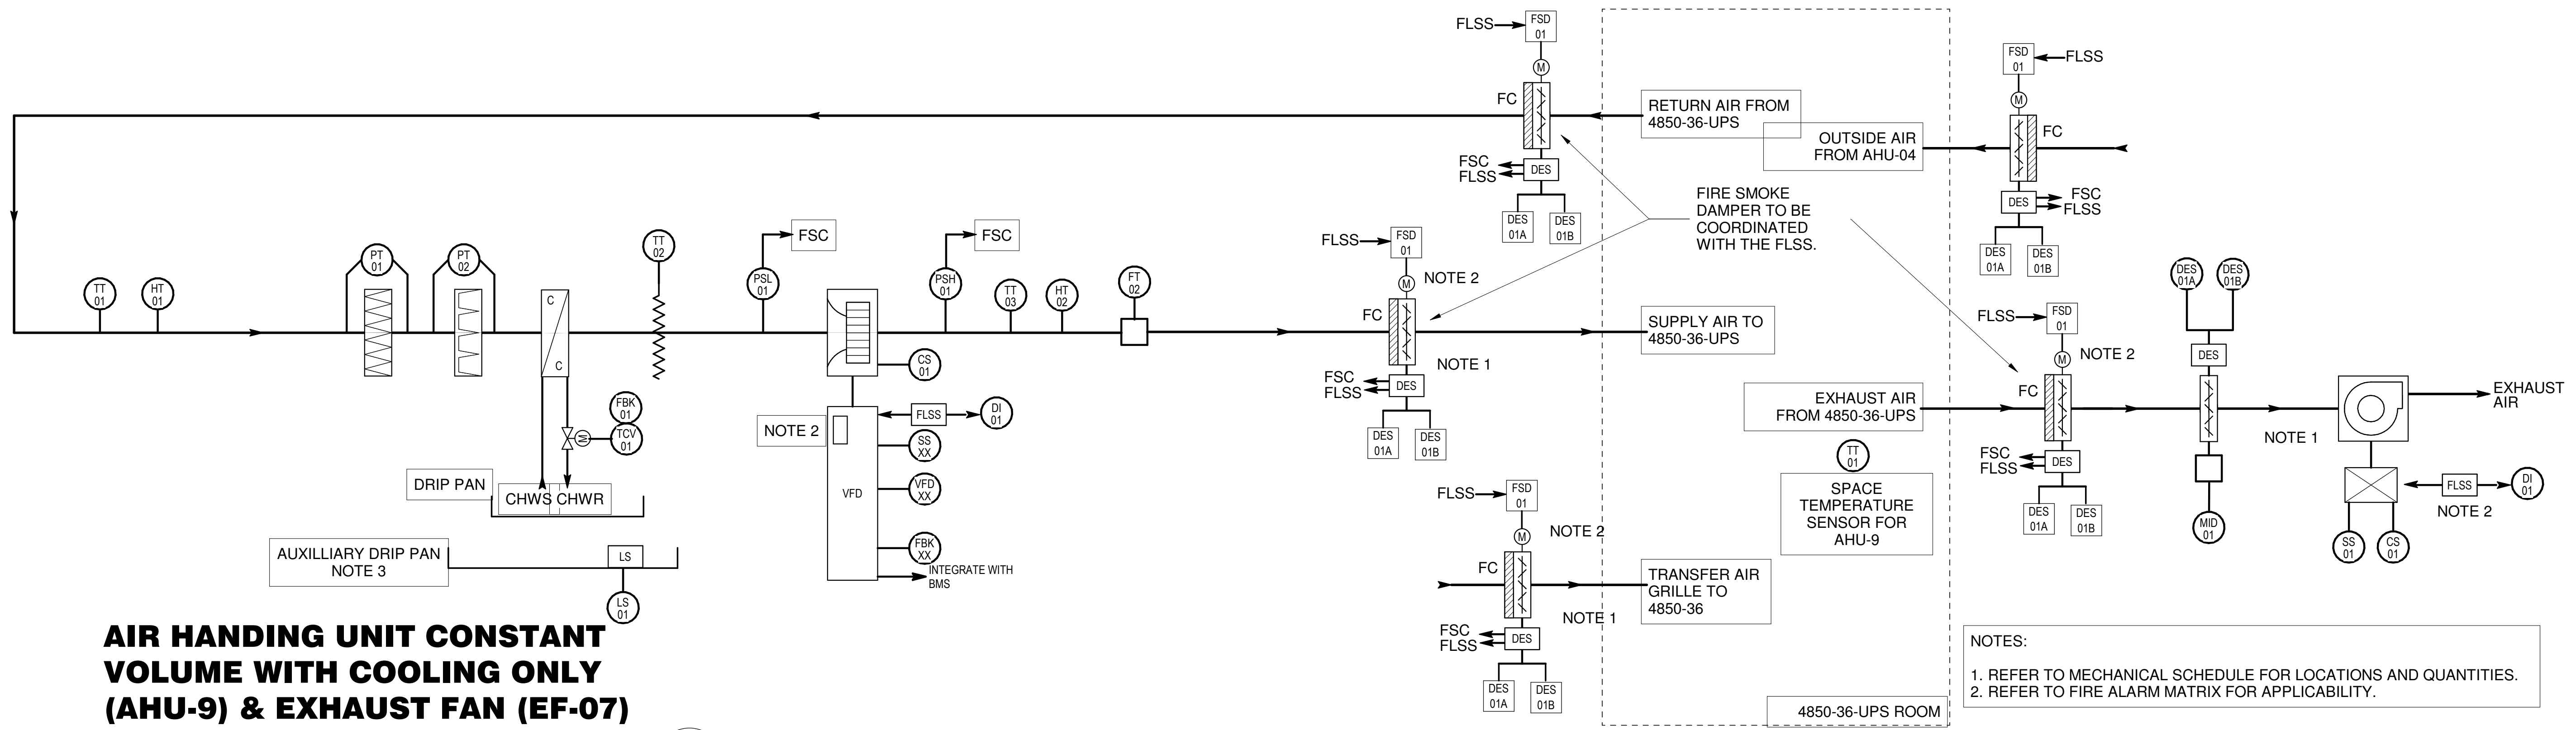 FLSS
FSD
01
M
FC
FSC
FLSS
DES
DES
01A
DES
01B
RETURN AIR FROM
4850-36-UPS
OUTSIDE AIR
FROM AHU-04
FSD
01
FLSS
M
FC
DES
FSC
FLSS
DES
01A
DES
01B
FIRE SMOKE
DAMPER TO BE
COORDINATED
WITH THE FLSS.
TT
01
HT
01
PT
01
PT
02
C
C
TT
02
PSL
01
FSC
PSH
01
FSC
TT
03
HT
02
FT
02
FLSS
FSD
01
M
NOTE 2
FC
NOTE 1
FSC
FLSS
DES
DES
01A
DES
01B
SUPPLY AIR TO
4850-36-UPS
CS
01
NOTE 2
FLSS
DI
01
SS
XX
VFD
VFD
XX
FBK
XX
INTEGRATE WITH
BMS
FBK
01
M
TCV
01
DRIP PAN
CHWS
CHWR
AUXILLIARY DRIP PAN
NOTE 3
LS
LS
01
EXHAUST AIR
FROM 4850-36-UPS
TT
01
SPACE
TEMPERATURE
SENSOR FOR
AHU-9
FLSS
FSD
01
M
NOTE 2
FC
FSC
FLSS
DES
DES
01A
DES
01B
DES
01A
DES
01B
DES
NOTE 1
MID
01
EXHAUST
AIR
FLSS
DI
01
NOTE 2
SS
01
CS
01
FLSS
FSD
01
M
NOTE 2
FC
NOTE 1
FSC
FLSS
DES
DES
01A
DES
01B
TRANSFER AIR
GRILLE TO
4850-36
4850-36-UPS ROOM
AIR HANDING UNIT CONSTANT
VOLUME WITH COOLING ONLY
(AHU-9) & EXHAUST FAN (EF-07)
NOTES:
1. REFER TO MECHANICAL SCHEDULE FOR LOCATIONS AND QUANTITIES.
2. REFER TO FIRE ALARM MATRIX FOR APPLICABILITY.